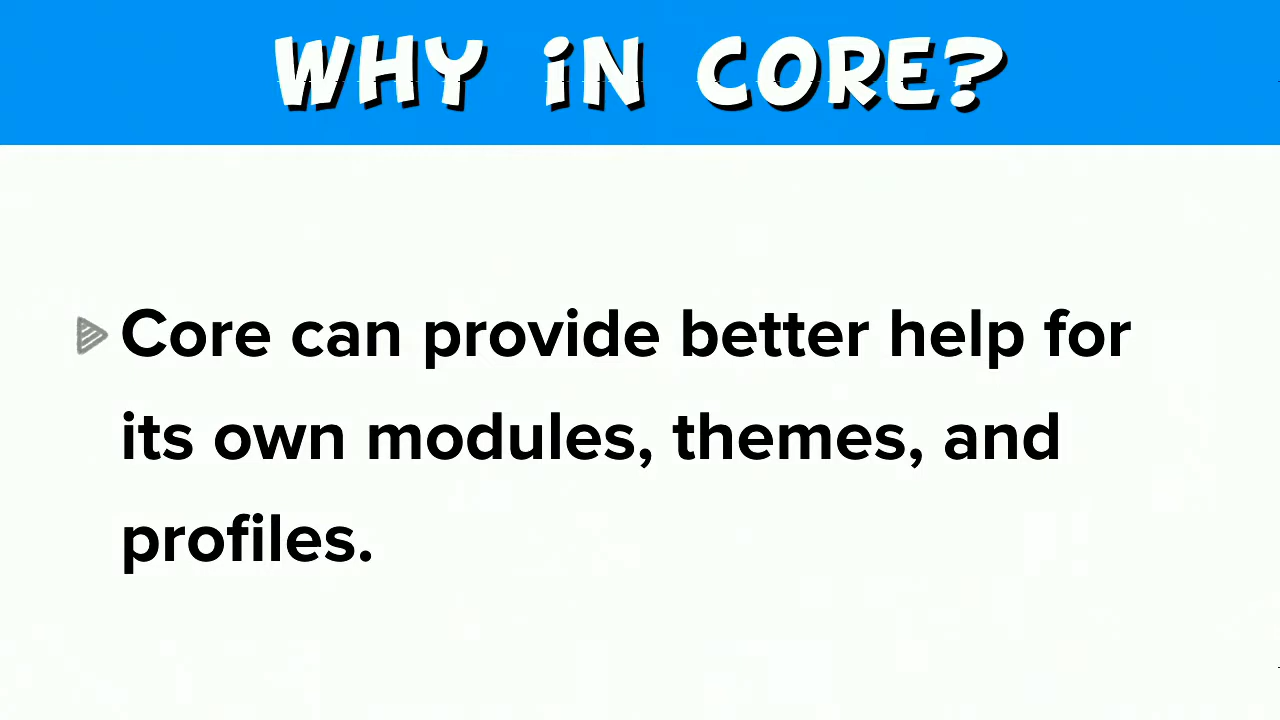 WHY iN CORE?
Core can provide better help for
its own modules, themes, and
profiles.